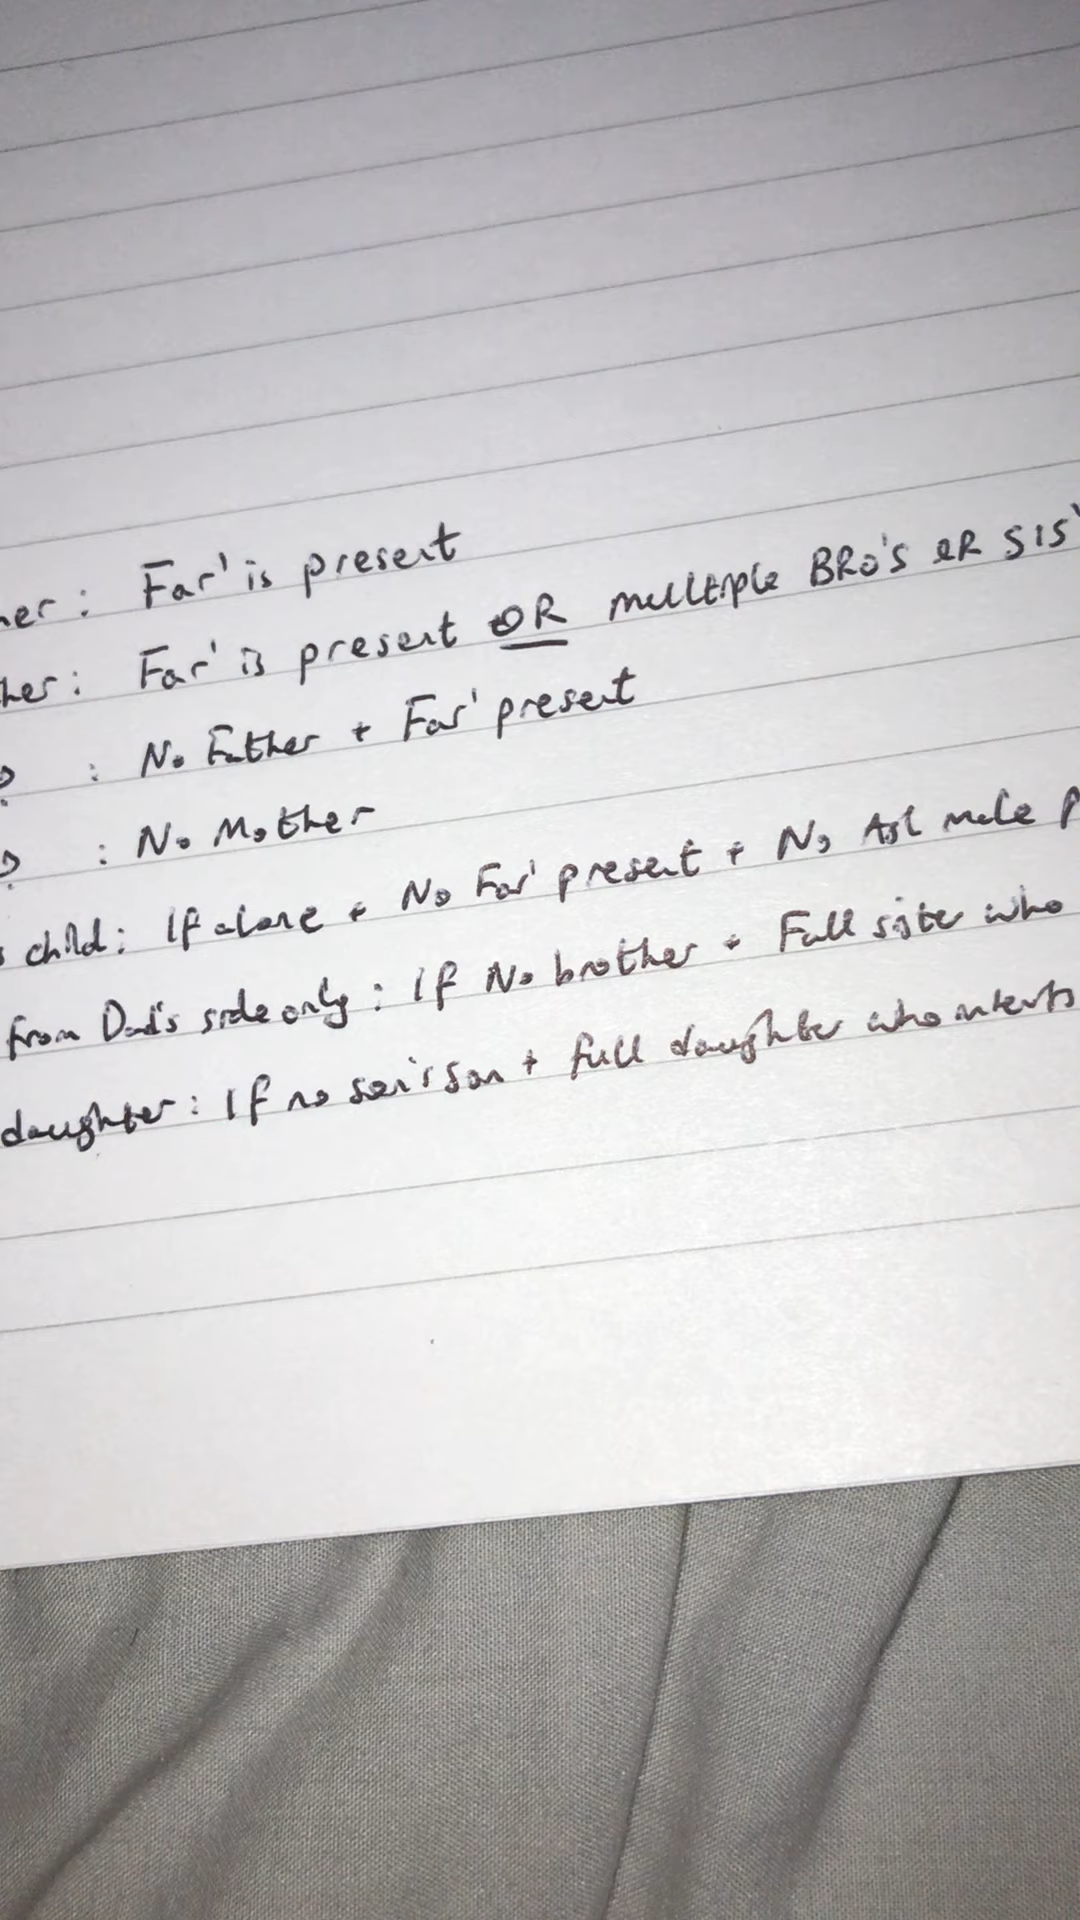 her: Far' is present
her: Far' is present OR multiple BRO's OR SIS'
: No Father + Far' present
: No Mother
s child: If alone + No Far' present + No Asl male p
from Dad's side only: If No brother + Full sister who
daughter: If no son's son + full daughter who inherits